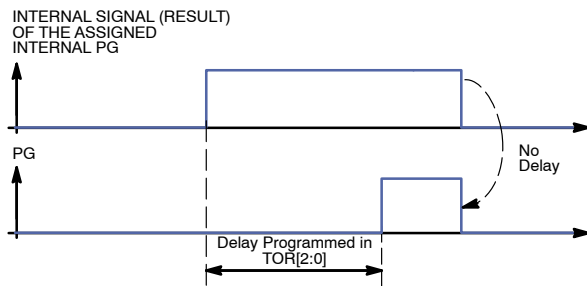 INTERNAL SIGNAL (RESULT)
OF THE ASSIGNED
INTERNAL PG
PG
No
Delay
Delay Programmed in
TOR[2:0]